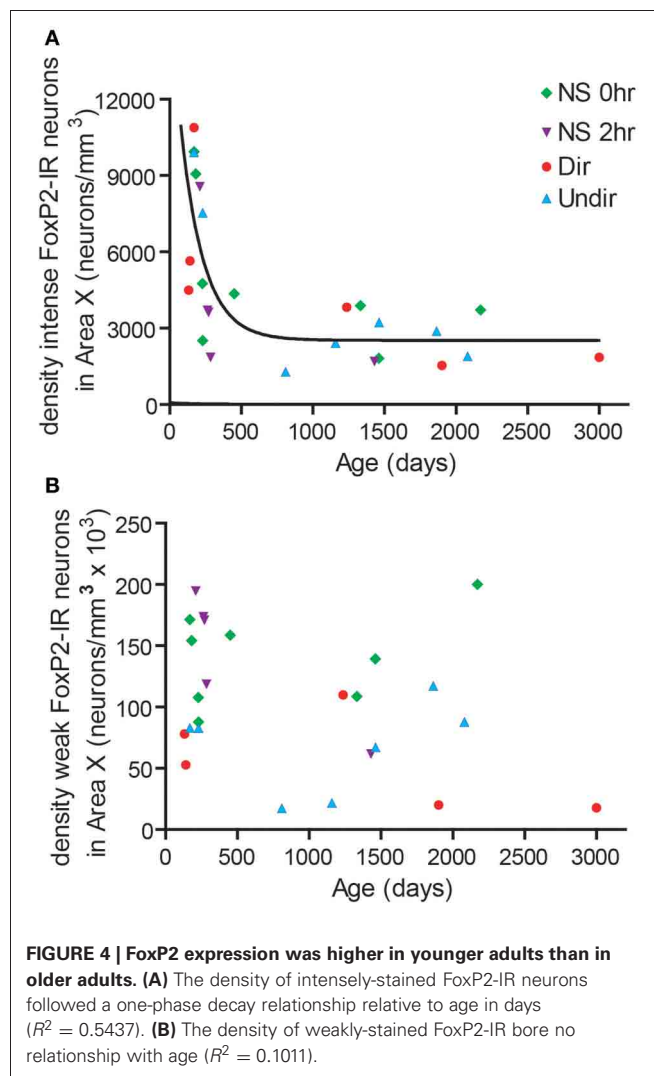 A
NS 0hr
NS 2hr
Dir
Undir
density intense FoxP2-IR neurons
in Area X (neurons/mm³)
12000
9000
6000
3000
0
0 500 1000 1500 2000 2500 3000
Age (days)
B
density weak FoxP2-IR neurons
in Area X (neurons/mm³ x 10³)
250
200
150
100
50
0
0 500 1000 1500 2000 2500 3000
Age (days)
FIGURE 4 | FoxP2 expression was higher in younger adults than in
older adults. (A) The density of intensely-stained FoxP2-IR neurons
followed a one-phase decay relationship relative to age in days
(R² = 0.5437). (B) The density of weakly-stained FoxP2-IR bore no
relationship with age (R² = 0.1011).